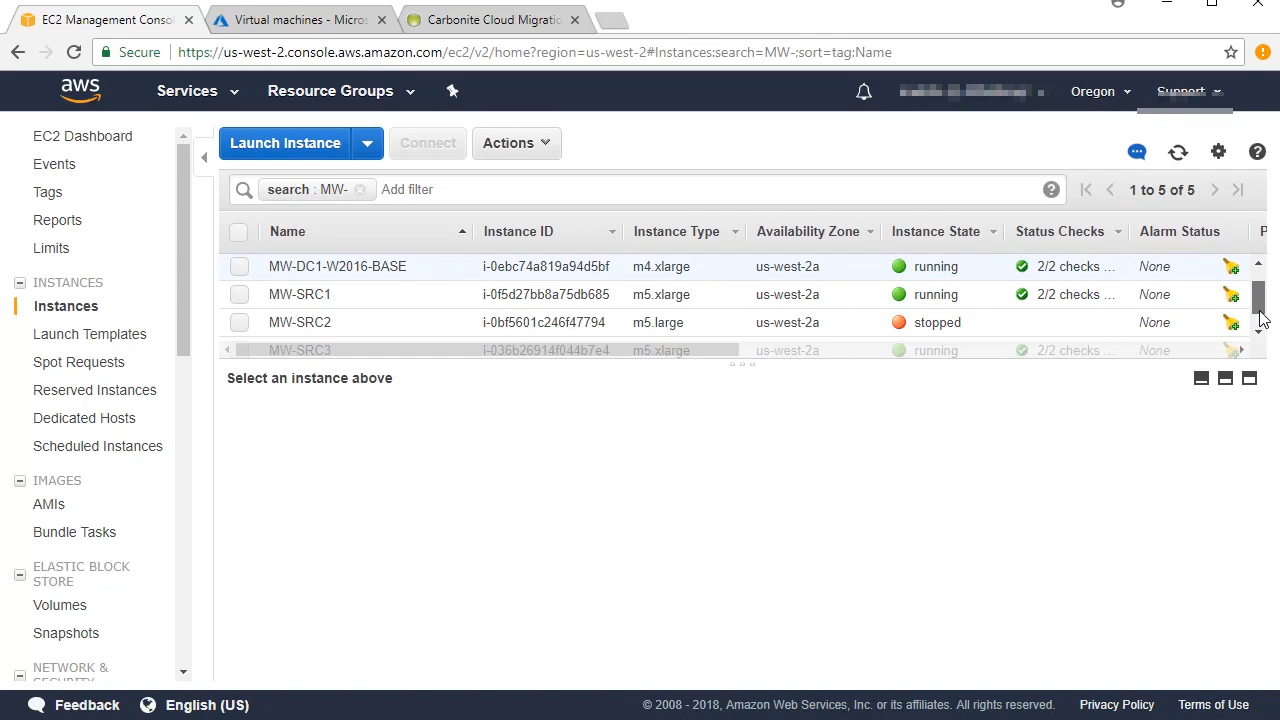 EC2 Management Consol
Virtual machines - Micros
Carbonite Cloud Migratio
Secure
https://us-west-2.console.aws.amazon.com/ec2/v2/home?region=us-west-2#Instances:search=MW-;sort=tag:Name
aws
Services
Resource Groups
Oregon
Support
EC2 Dashboard
Events
Tags
Reports
Limits
INSTANCES
Instances
Launch Templates
Spot Requests
Reserved Instances
Dedicated Hosts
Scheduled Instances
IMAGES
AMIs
Bundle Tasks
ELASTIC BLOCK
STORE
Volumes
Snapshots
NETWORK &
SECURITY
Launch Instance
Connect
Actions
search : MW-
Add filter
1 to 5 of 5
Name Instance ID Instance Type Availability Zone Instance State Status Checks Alarm Status P
MW-DC1-W2016-BASE i-0ebc74a819a94d5bf m4.xlarge us-west-2a running 2/2 checks ... None
MW-SRC1 i-0f5d27bb8a75db685 m5.xlarge us-west-2a running 2/2 checks ... None
MW-SRC2 i-0bf5601c246f47794 m5.large us-west-2a stopped None
MW-SRC3 i-036b26914f044b7e4 m5.xlarge us-west-2a running 2/2 checks ... None
Select an instance above
Feedback
English (US)
© 2008 - 2018, Amazon Web Services, Inc. or its affiliates. All rights reserved.
Privacy Policy
Terms of Use